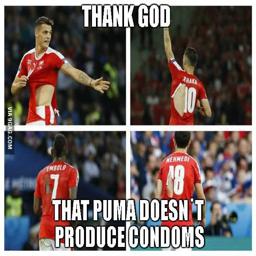 THANK GOD
VIA 9GAG.COM
XHAKA
10
EMBOLO
7
MEHMEDI
18
THAT PUMA DOESN`T
PRODUCE CONDOMS